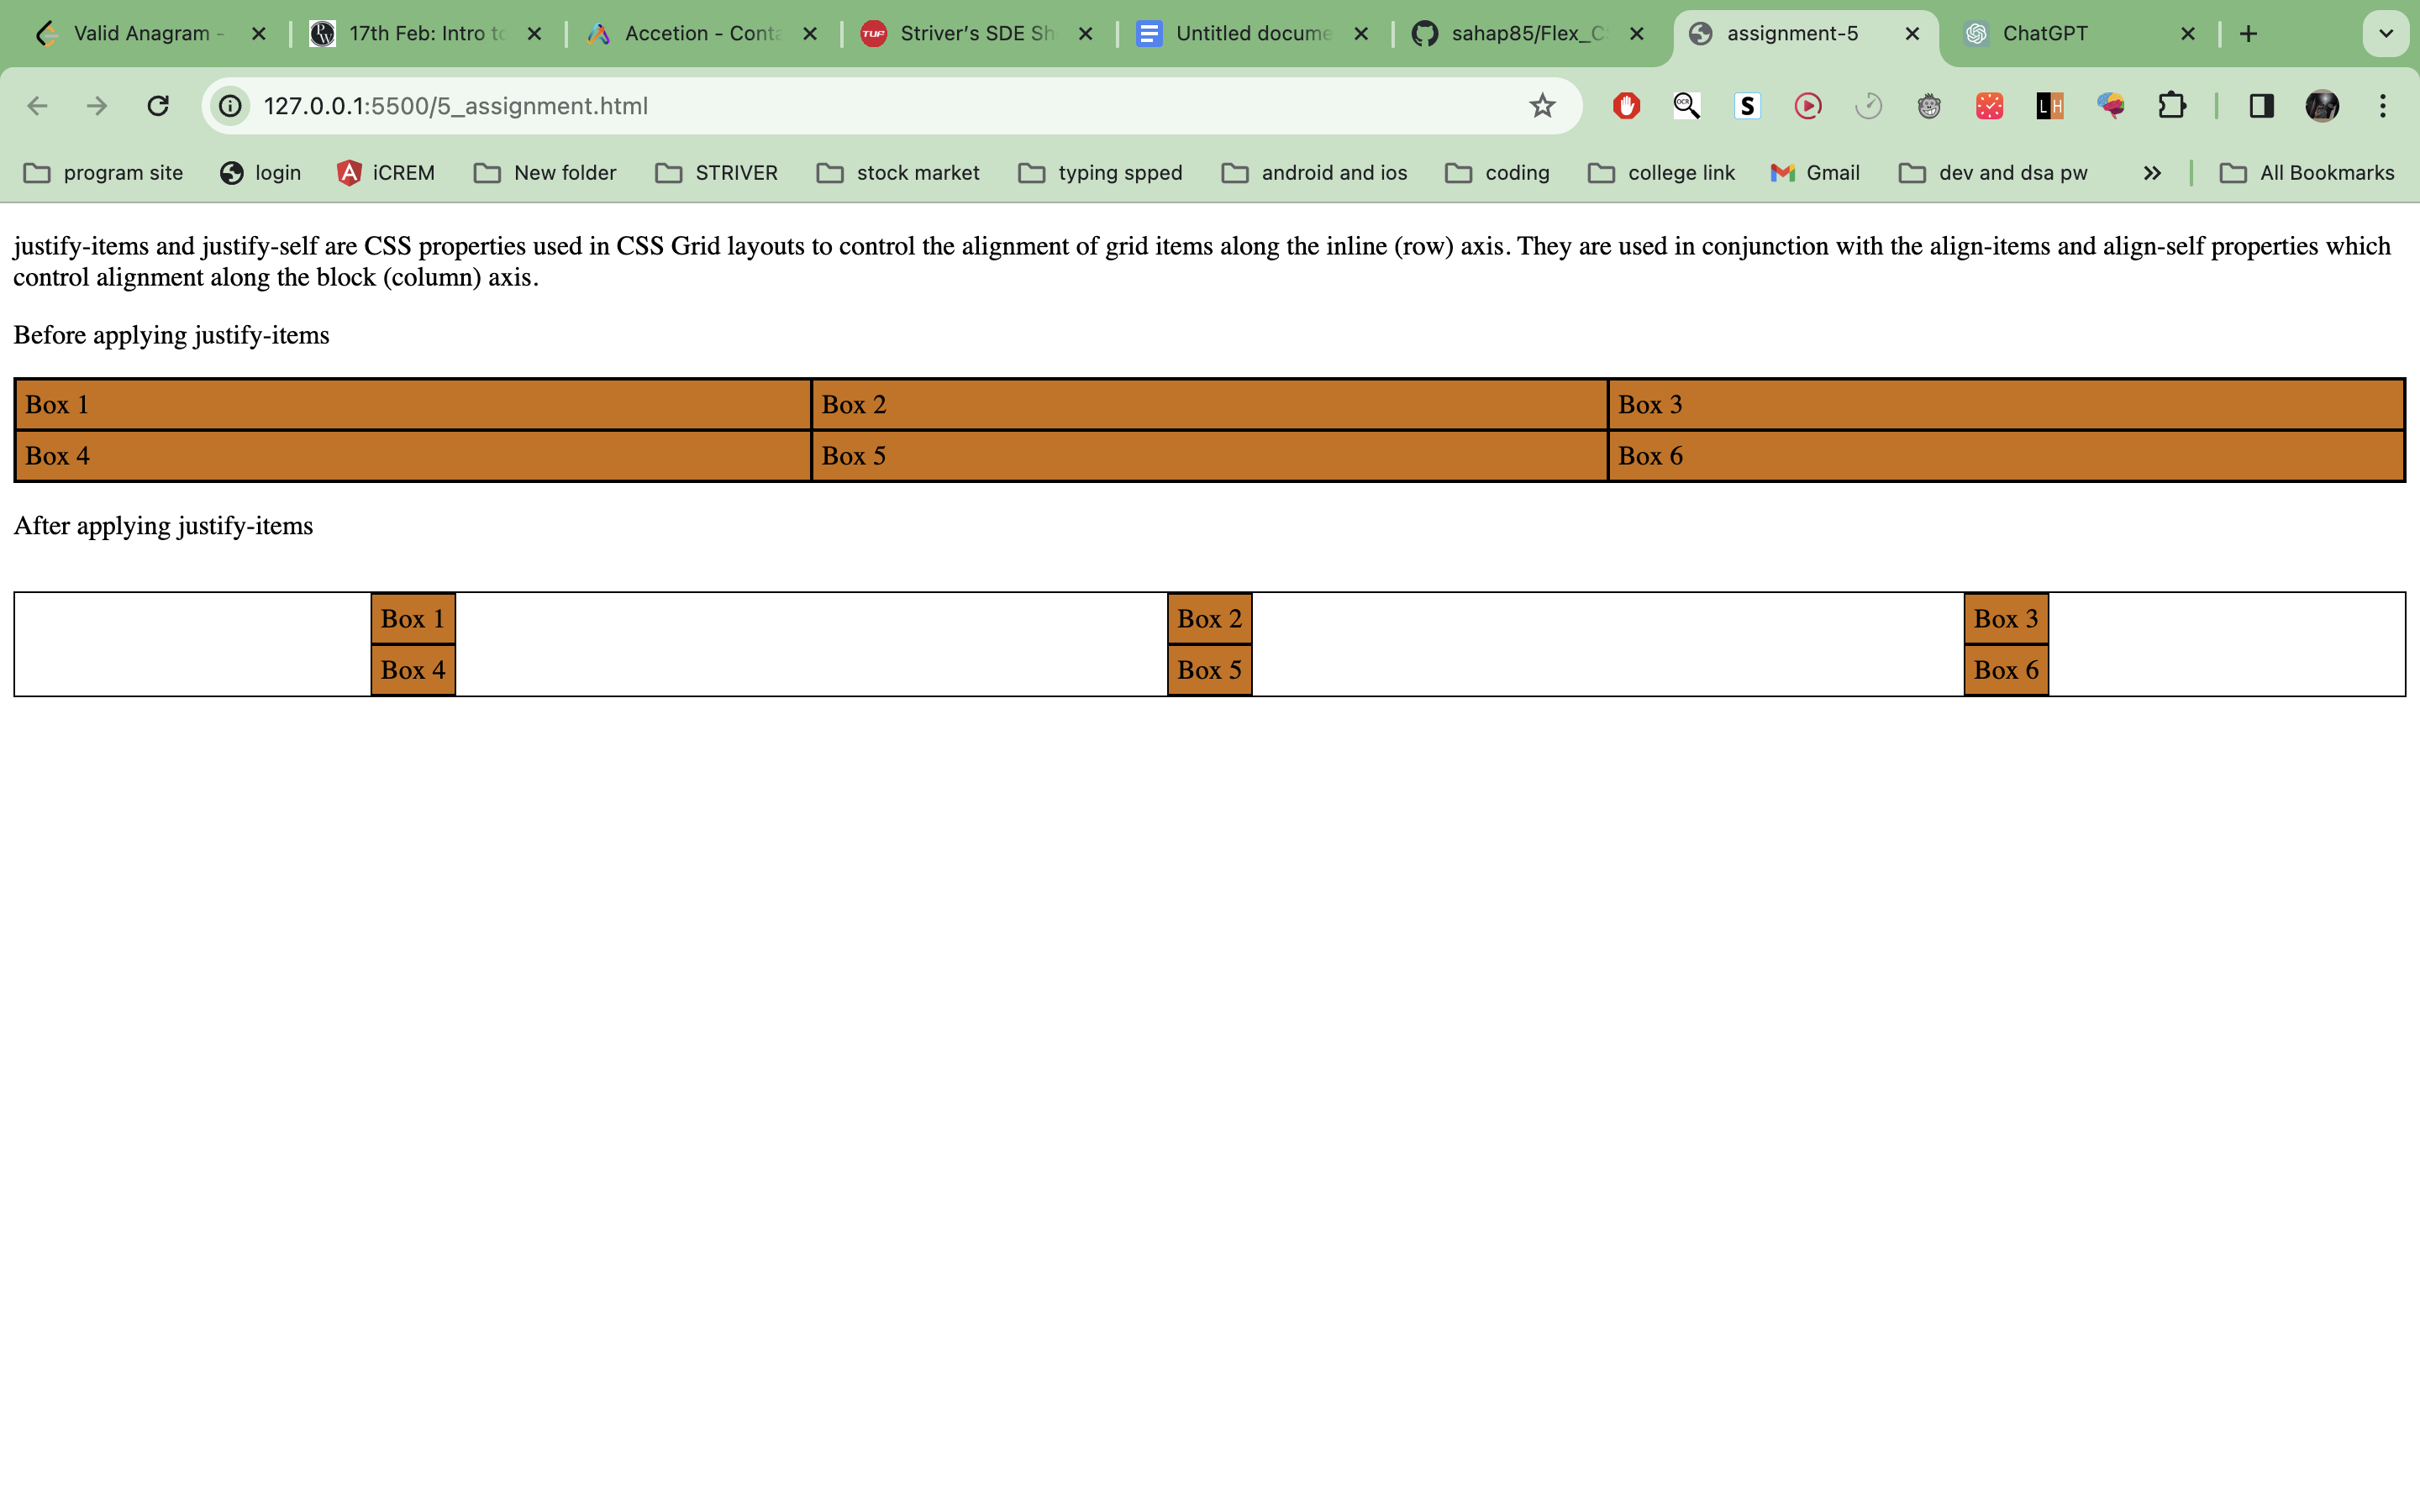 Valid Anagram -
17th Feb: Intro to
Accetion - Conta
TUF
Striver's SDE Sh
Untitled docume
sahap85/Flex_C
assignment-5
ChatGPT
127.0.0.1:5500/5_assignment.html
OCR
S
LH
program site
login
iCREM
New folder
STRIVER
stock market
typing spped
android and ios
coding
college link
Gmail
dev and dsa pw
All Bookmarks
justify-items and justify-self are CSS properties used in CSS Grid layouts to control the alignment of grid items along the inline (row) axis. They are used in conjunction with the align-items and align-self properties which
control alignment along the block (column) axis.
Before applying justify-items
Box 1 Box 2 Box 3
Box 4 Box 5 Box 6
After applying justify-items
Box 1 Box 2 Box 3
Box 4 Box 5 Box 6